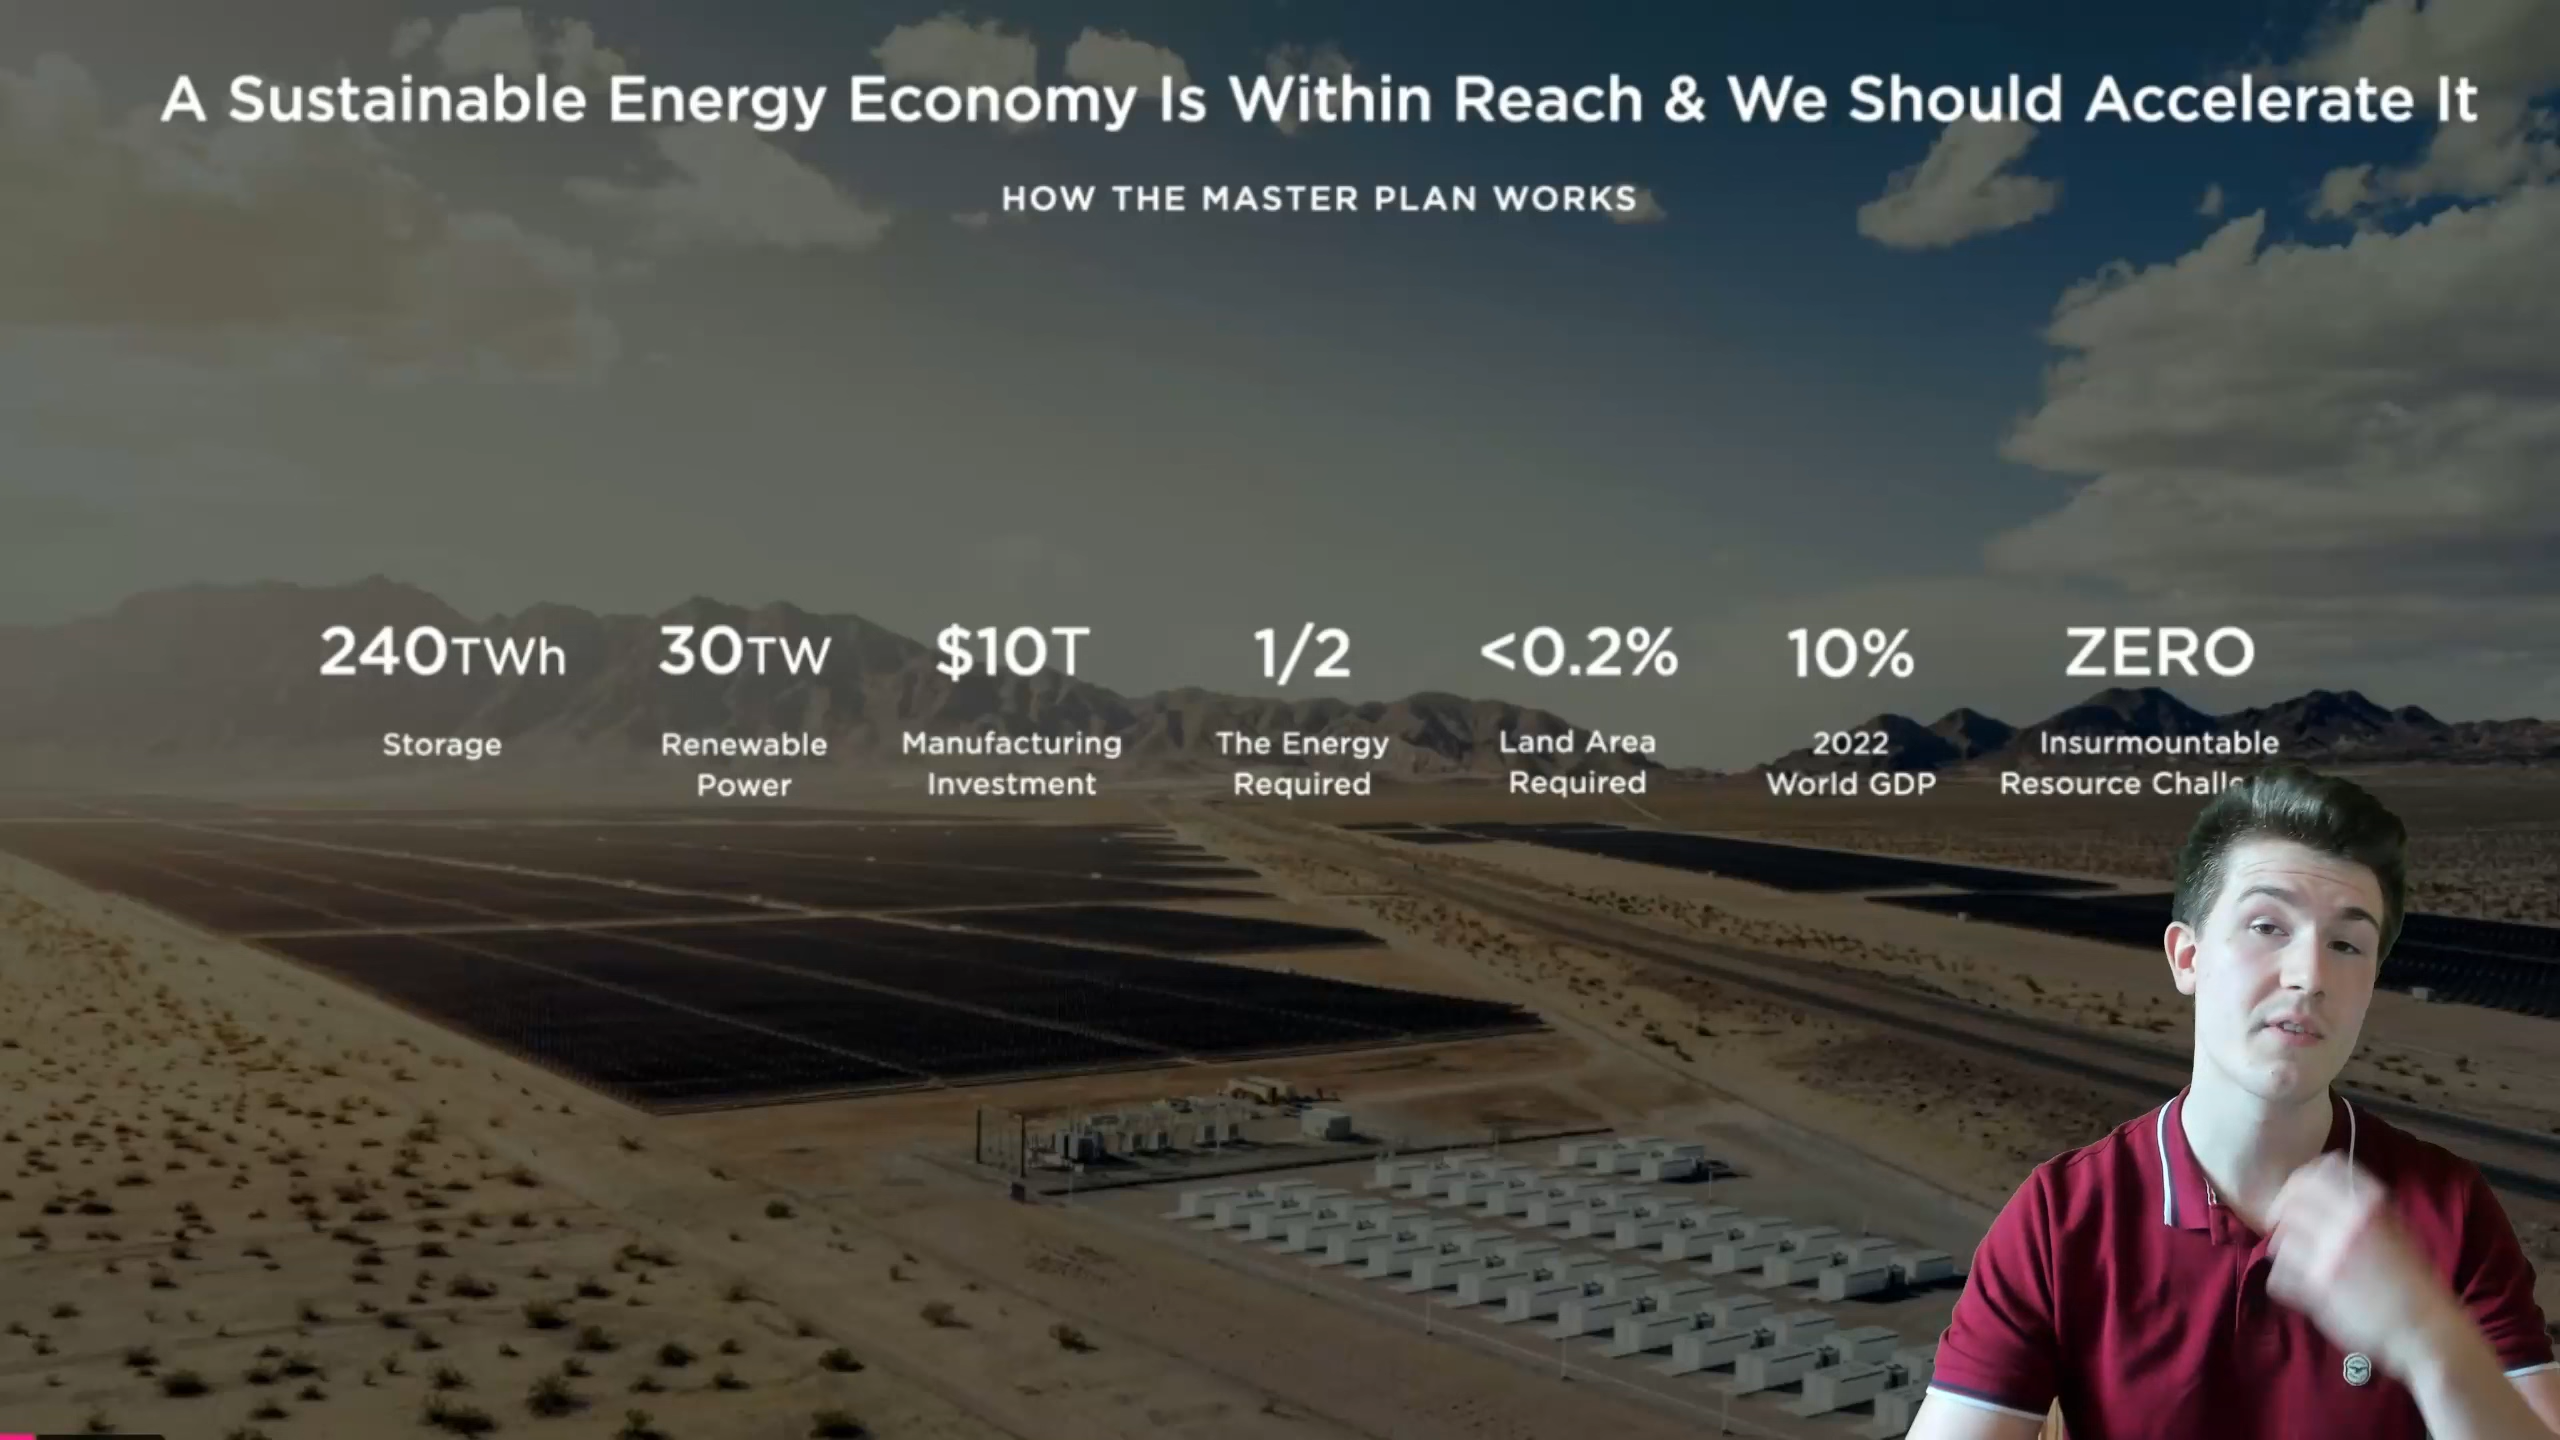 A Sustainable Energy Economy Is Within Reach & We Should Accelerate It
HOW THE MASTER PLAN WORKS
240TWh 30TW $10T 1/2 <0.2% 10% ZERO
Storage Renewable Manufacturing The Energy Land Area 2022 Insurmountable
Power Investment Required Required World GDP Resource